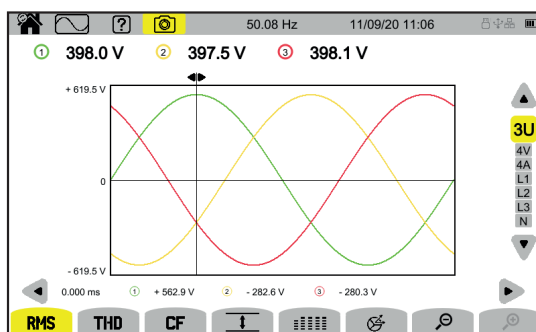 ? 50.08 Hz 11/09/20 11:06
1 398.0 V 2 397.5 V 3 398.1 V
+ 619.5 V
0
- 619.5 V
3U
4V
4A
L1
L2
L3
N
0.000 ms 1 + 562.9 V 2 - 282.6 V 3 - 280.3 V
RMS THD CF